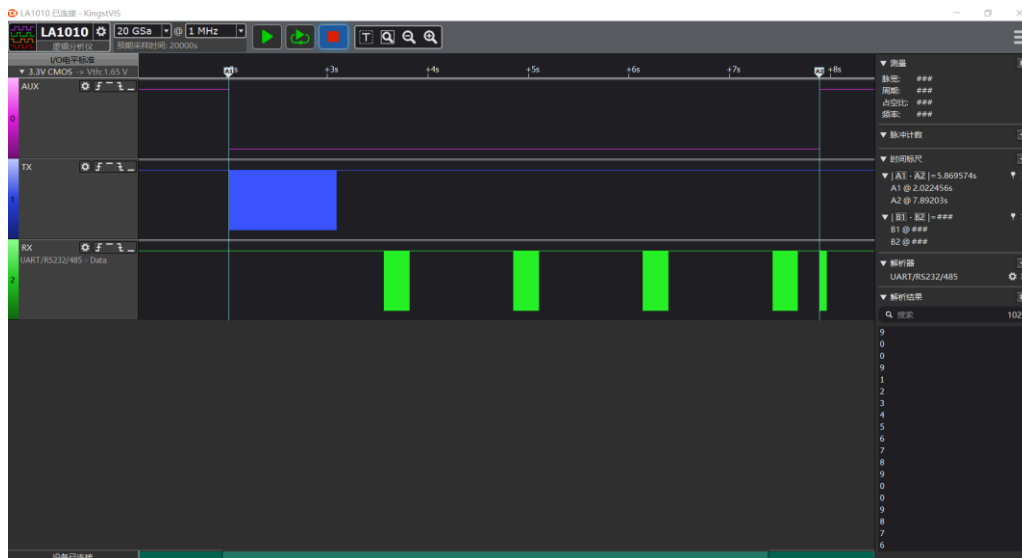 LA1010 已连接 - KingstVIS
LA1010
逻辑分析仪
20 GSa @ 1 MHz
预期采样时间: 20000s
I/O电平标准
3.3V CMOS -> Vth: 1.65 V
+3s +4s +5s +6s +7s A2 +8s
AUX
0
TX
1
RX
UART/RS232/485 - Data
2
测量
脉宽: ###
周期: ###
占空比: ###
频率: ###
脉冲计数
时间标尺
| A1 - A2 |=5.869574s
A1 @ 2.022456s
A2 @ 7.89203s
| B1 - B2 |=###
B1 @ ###
B2 @ ###
解析器
UART/RS232/485
解析结果
搜索 102
9
0
0
9
1
2
3
4
5
6
7
8
9
0
0
9
8
7
6
设备已连接